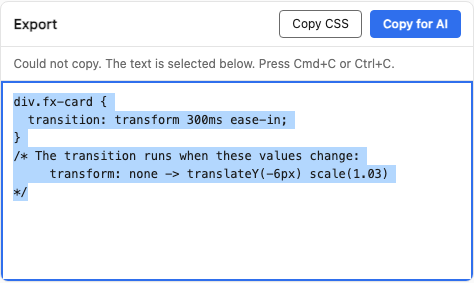 Export
Copy CSS
Copy for AI
Could not copy. The text is selected below. Press Cmd+C or Ctrl+C.
div.fx-card {
  transition: transform 300ms ease-in;
}
/* The transition runs when these values change:
     transform: none -> translateY(-6px) scale(1.03)
*/